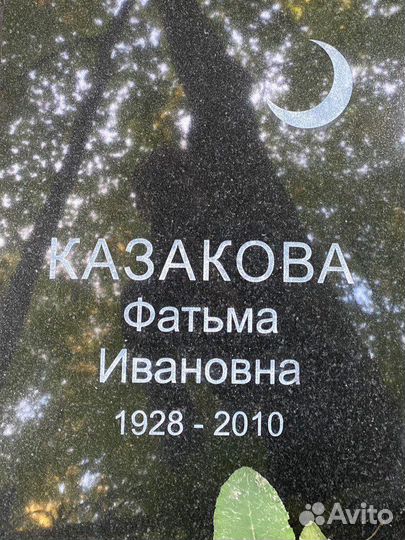 КАЗАКОВА
Фатьма
Ивановна
1928 - 2010
Avito